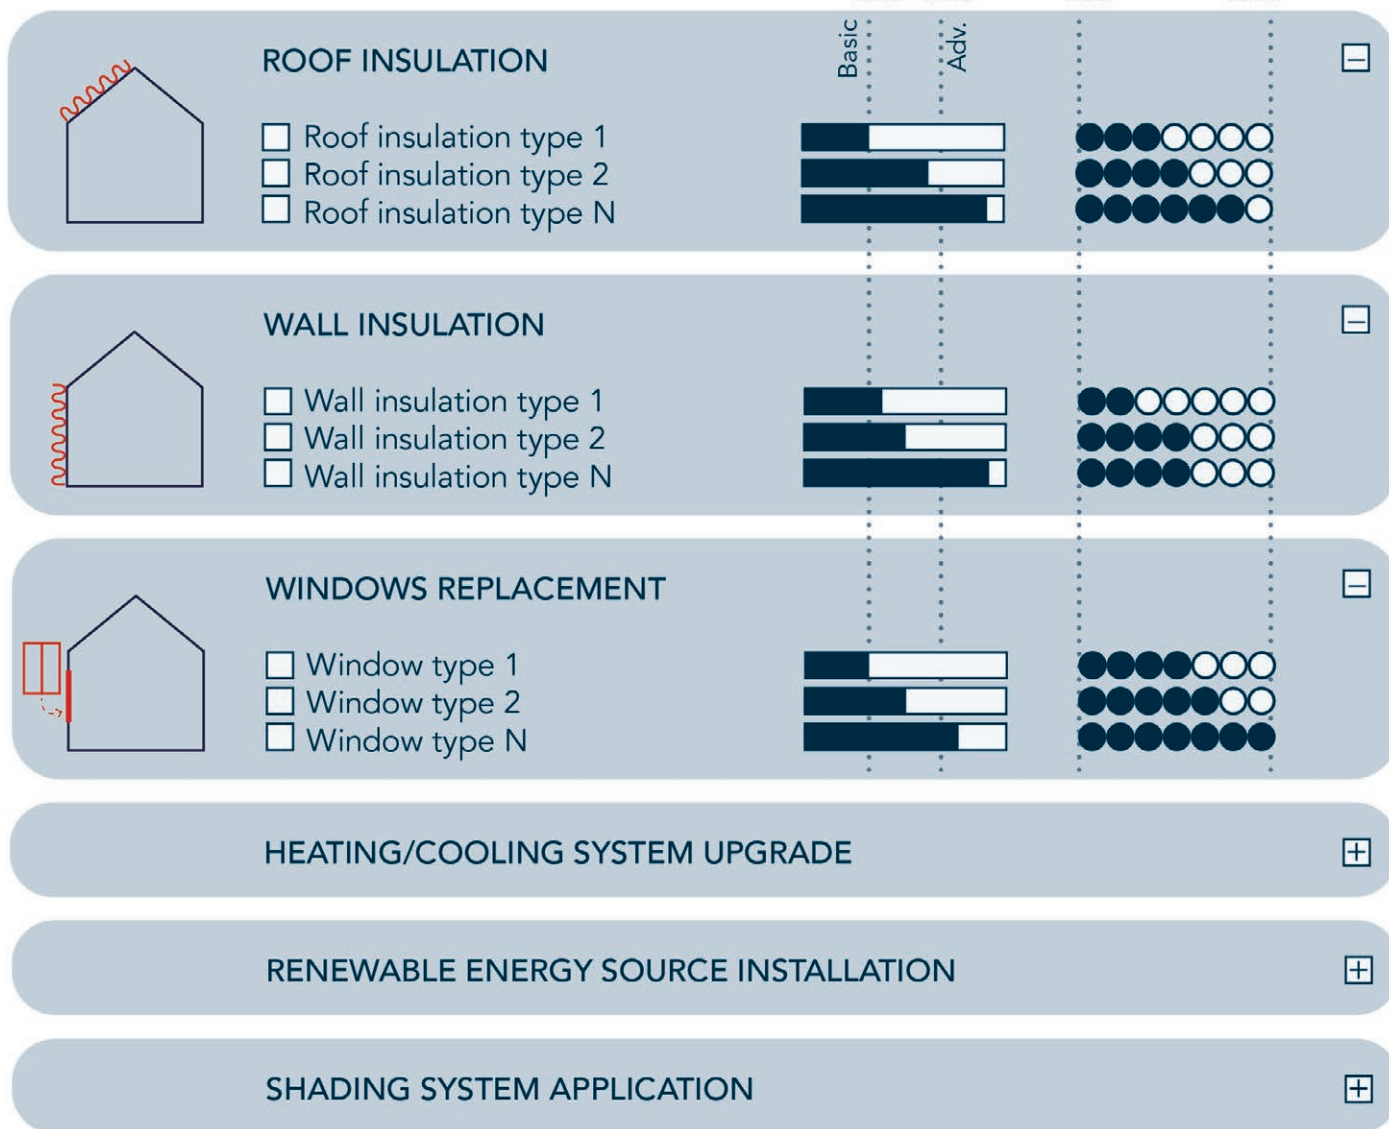 Basic
Adv.
ROOF INSULATION
Roof insulation type 1
Roof insulation type 2
Roof insulation type N
WALL INSULATION
Wall insulation type 1
Wall insulation type 2
Wall insulation type N
WINDOWS REPLACEMENT
Window type 1
Window type 2
Window type N
HEATING/COOLING SYSTEM UPGRADE
RENEWABLE ENERGY SOURCE INSTALLATION
SHADING SYSTEM APPLICATION